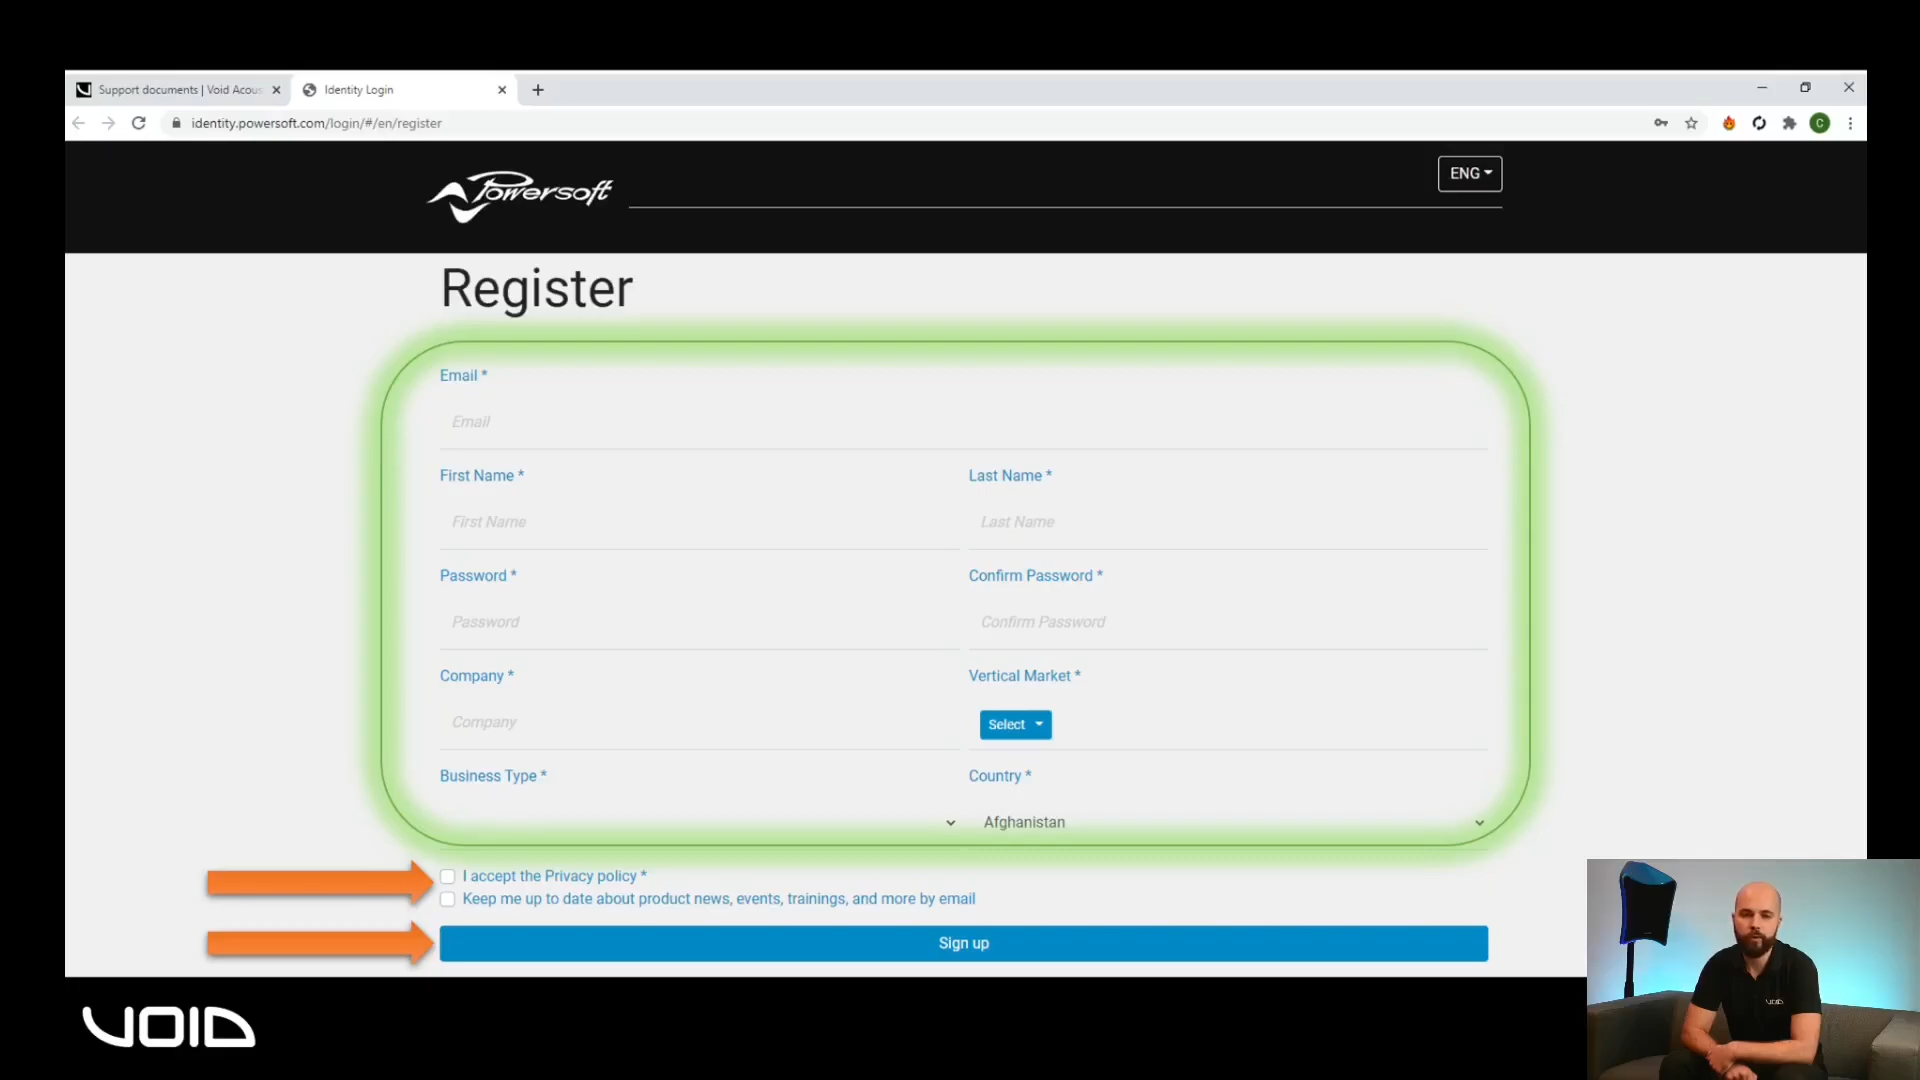 Support documents | Void Acous
Identity Login
identity.powersoft.com/login/#/en/register
C
Powersoft
ENG
Register
Email *
Email
First Name *
Last Name *
First Name
Last Name
Password *
Confirm Password *
Password
Confirm Password
Company *
Vertical Market *
Company
Select
Business Type *
Country *
Afghanistan
I accept the Privacy policy *
Keep me up to date about product news, events, trainings, and more by email
Sign up
VOID
VOID